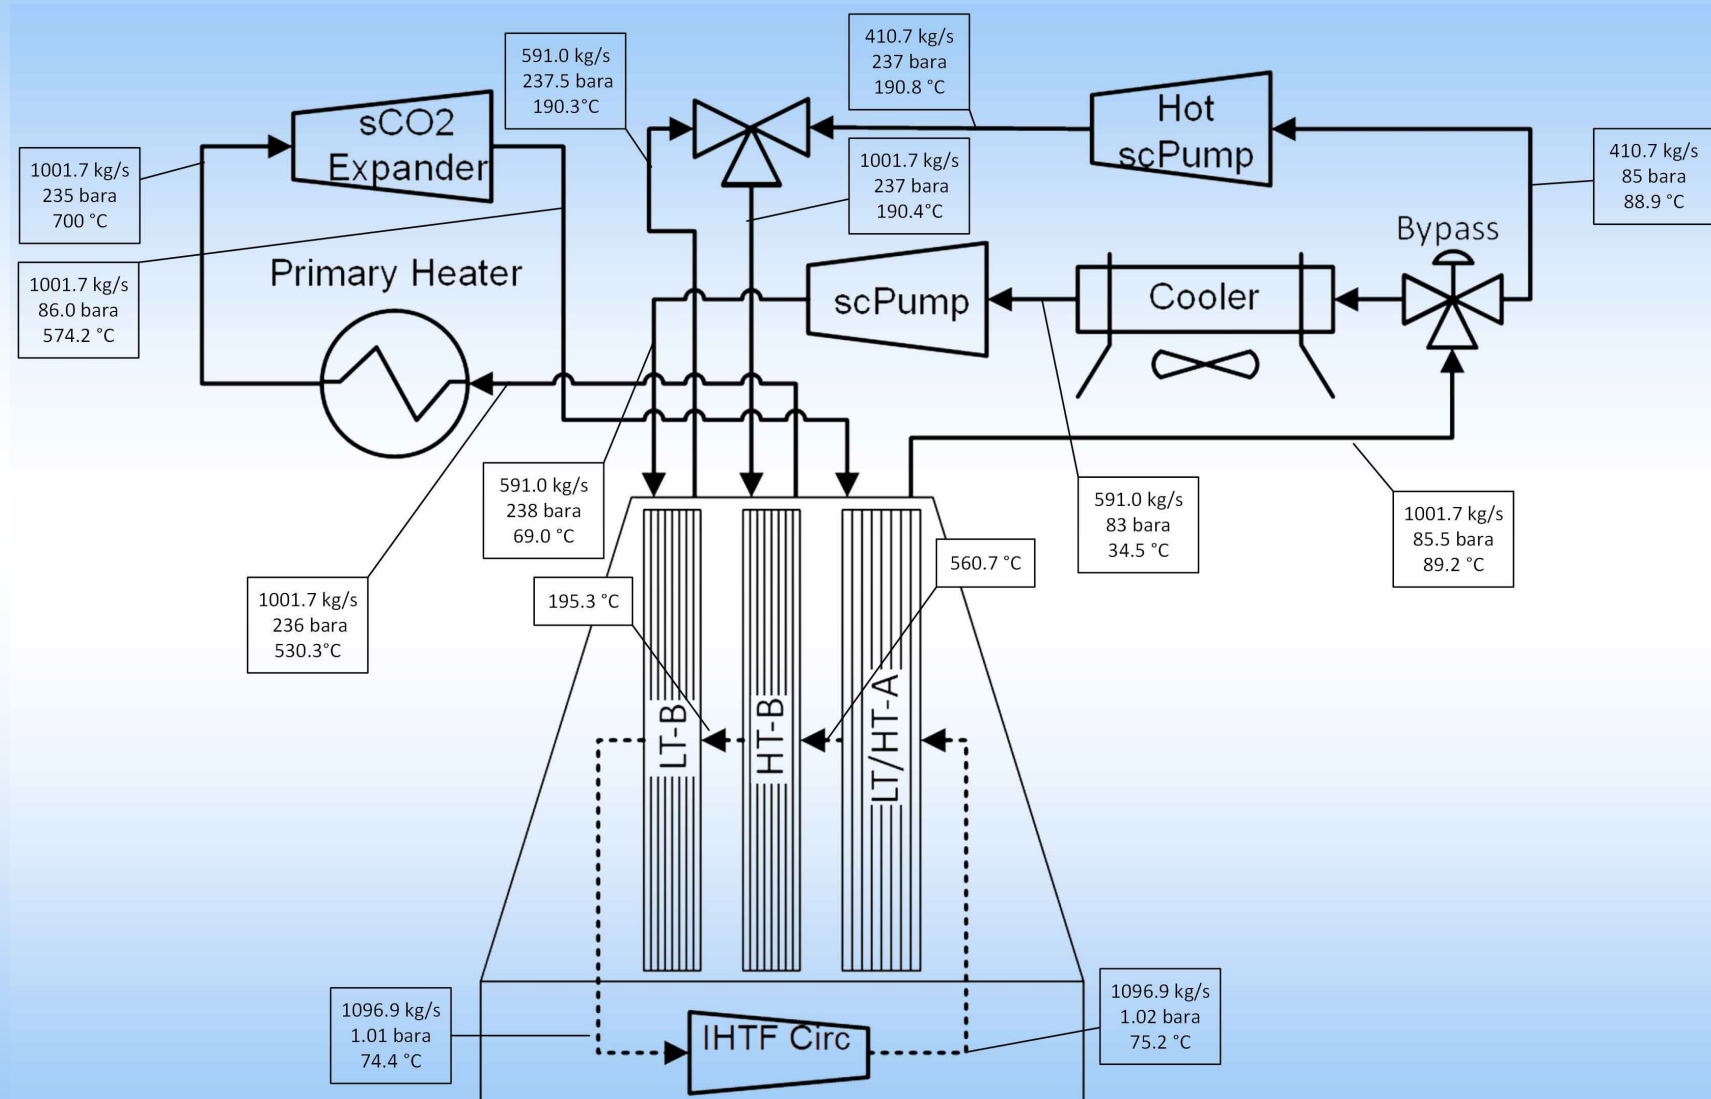 591.0 kg/s
237.5 bara
190.3°C
410.7 kg/s
237 bara
190.8 °C
sCO2
Expander
Hot
scPump
1001.7 kg/s
235 bara
700 °C
1001.7 kg/s
237 bara
190.4°C
410.7 kg/s
85 bara
88.9 °C
Bypass
1001.7 kg/s
86.0 bara
574.2 °C
Primary Heater
scPump
Cooler
591.0 kg/s
238 bara
69.0 °C
591.0 kg/s
83 bara
34.5 °C
1001.7 kg/s
85.5 bara
89.2 °C
560.7 °C
195.3 °C
1001.7 kg/s
236 bara
530.3°C
LT-B
HT-B
LT/HT-A
1096.9 kg/s
1.01 bara
74.4 °C
IHTF Circ
1096.9 kg/s
1.02 bara
75.2 °C